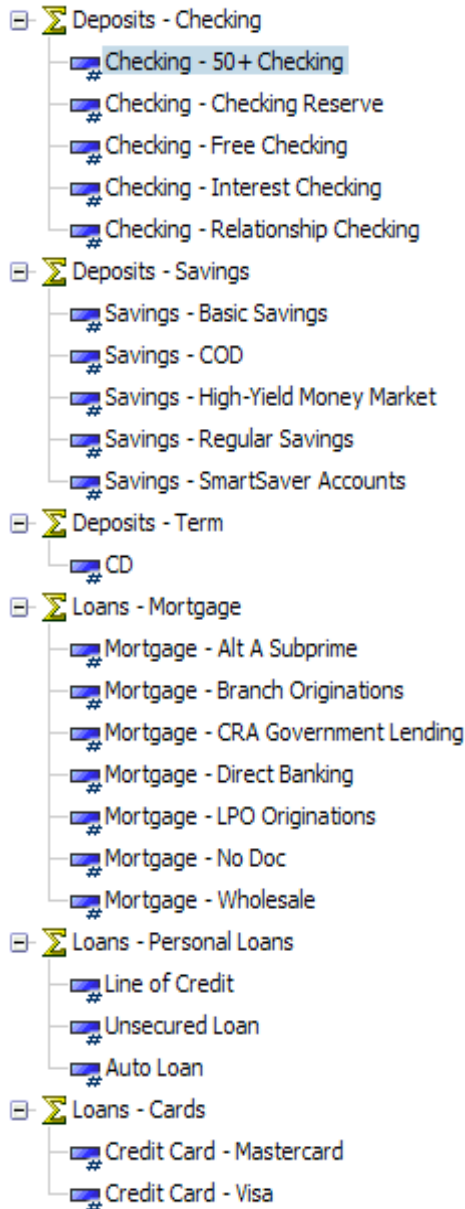 Deposits - Checking
Checking - 50+ Checking
Checking - Checking Reserve
Checking - Free Checking
Checking - Interest Checking
Checking - Relationship Checking
Deposits - Savings
Savings - Basic Savings
Savings - COD
Savings - High-Yield Money Market
Savings - Regular Savings
Savings - SmartSaver Accounts
Deposits - Term
CD
Loans - Mortgage
Mortgage - Alt A Subprime
Mortgage - Branch Originations
Mortgage - CRA Government Lending
Mortgage - Direct Banking
Mortgage - LPO Originations
Mortgage - No Doc
Mortgage - Wholesale
Loans - Personal Loans
Line of Credit
Unsecured Loan
Auto Loan
Loans - Cards
Credit Card - Mastercard
Credit Card - Visa